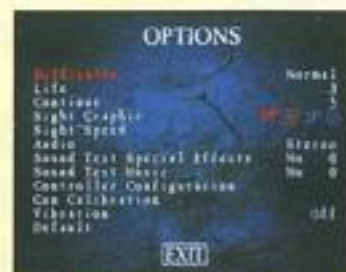 OPTIONS
Difficulty Normal
Life 3
Continue 5
Sight Graphic
Sight Speed
Audio Stereo
Sound Test Special Effects No 0
Sound Test Music No 0
Controller Configuration
Gun Calibration
Vibration off
Default
EXIT